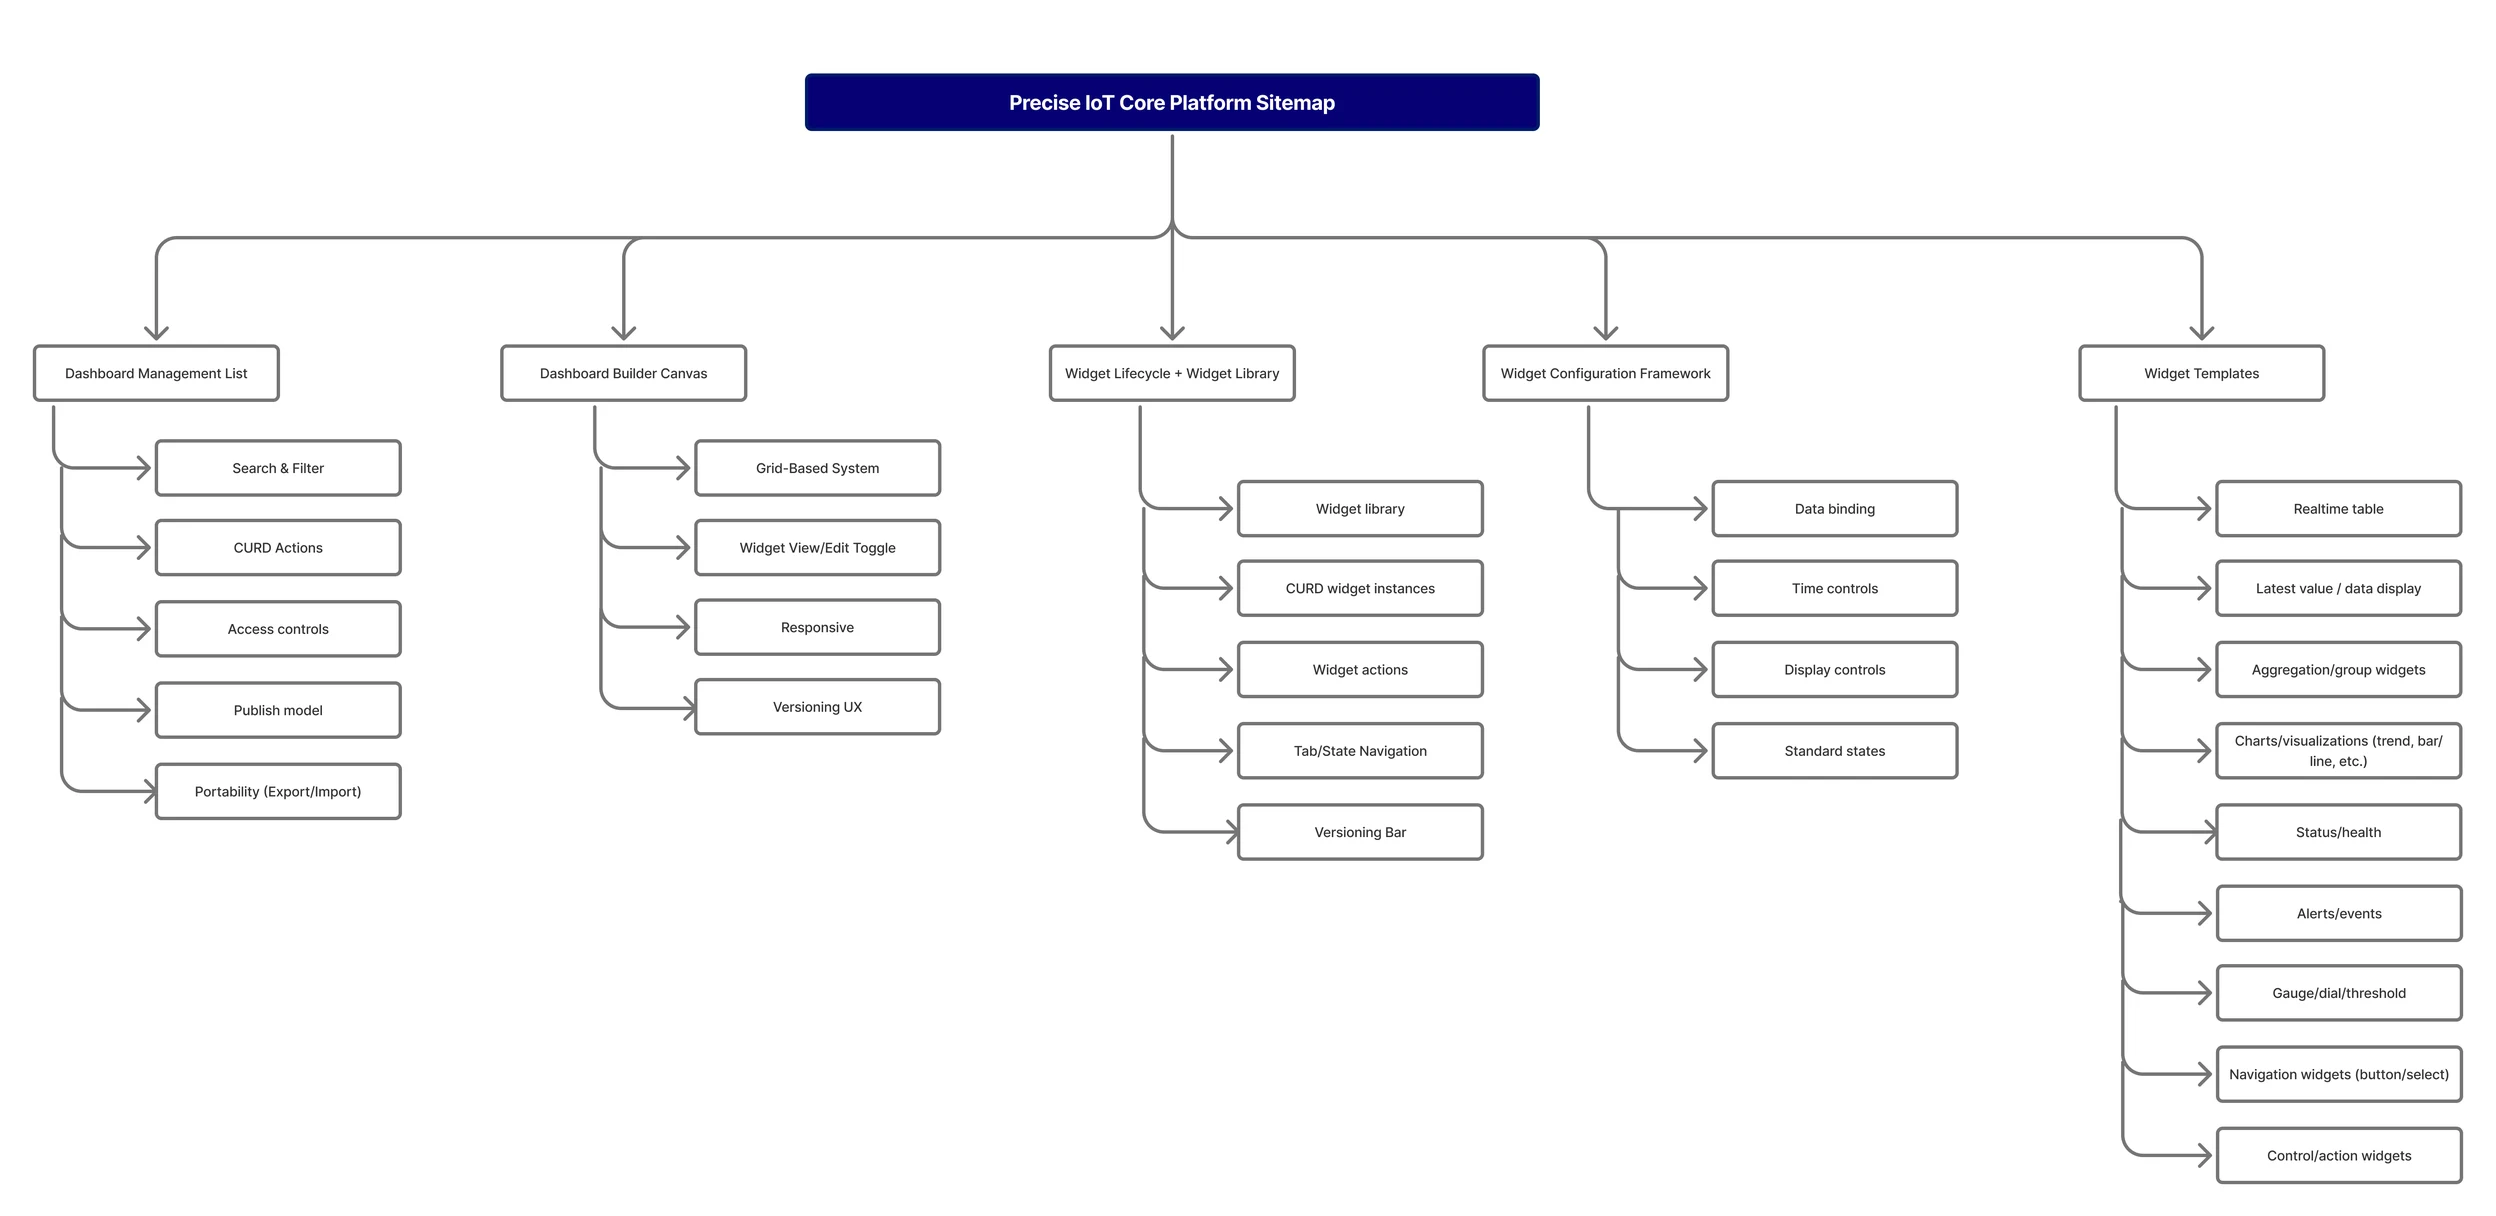 Precise IoT Core Platform Sitemap
Dashboard Management List
Search & Filter
CURD Actions
Access controls
Publish model
Portability (Export/Import)
Dashboard Builder Canvas
Grid-Based System
Widget View/Edit Toggle
Responsive
Versioning UX
Widget Lifecycle + Widget Library
Widget library
CURD widget instances
Widget actions
Tab/State Navigation
Versioning Bar
Widget Configuration Framework
Data binding
Time controls
Display controls
Standard states
Widget Templates
Realtime table
Latest value / data display
Aggregation/group widgets
Charts/visualizations (trend, bar/
line, etc.)
Status/health
Alerts/events
Gauge/dial/threshold
Navigation widgets (button/select)
Control/action widgets